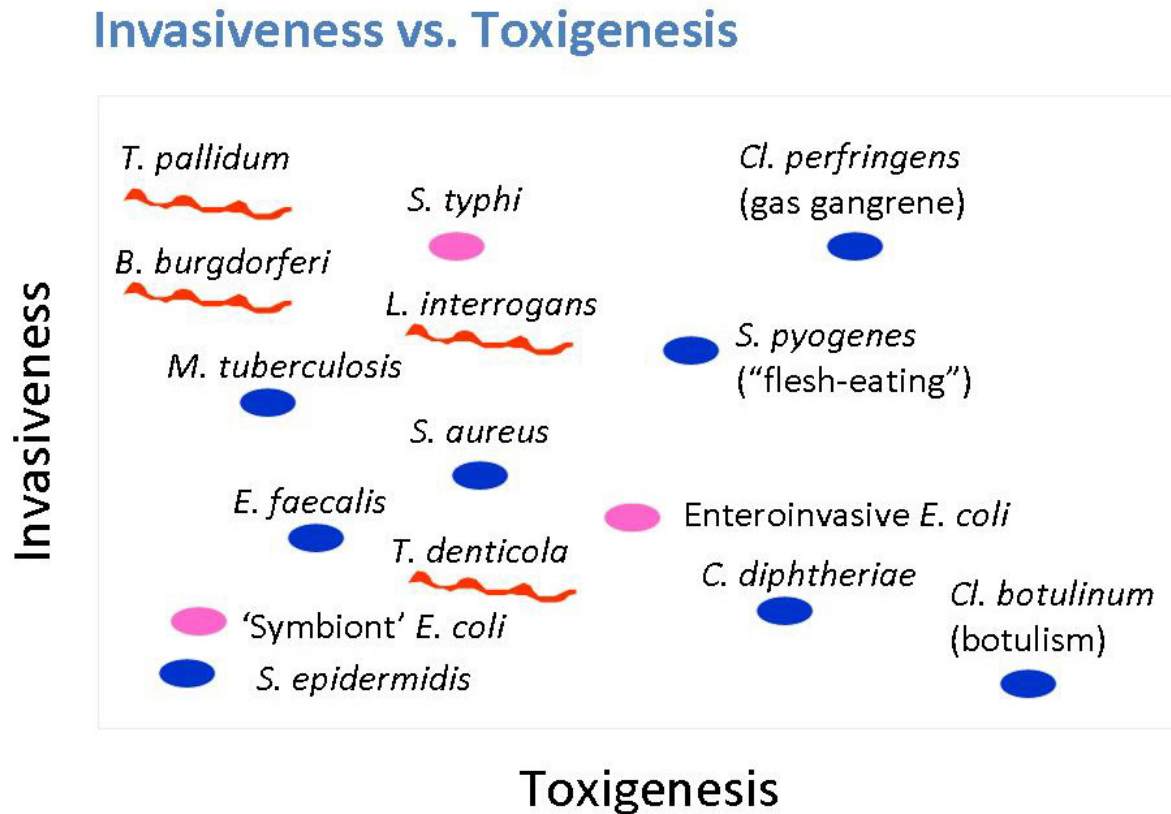 Invasiveness vs. Toxigenesis
T. pallidum
Cl. perfringens
(gas gangrene)
S. typhi
B. burgdorferi
L. interrogans
S. pyogenes
("flesh-eating")
M. tuberculosis
S. aureus
E. faecalis
Enteroinvasive E. coli
T. denticola
C. diphtheriae
Cl. botulinum
(botulism)
'Symbiont' E. coli
S. epidermidis
Invasiveness
Toxigenesis